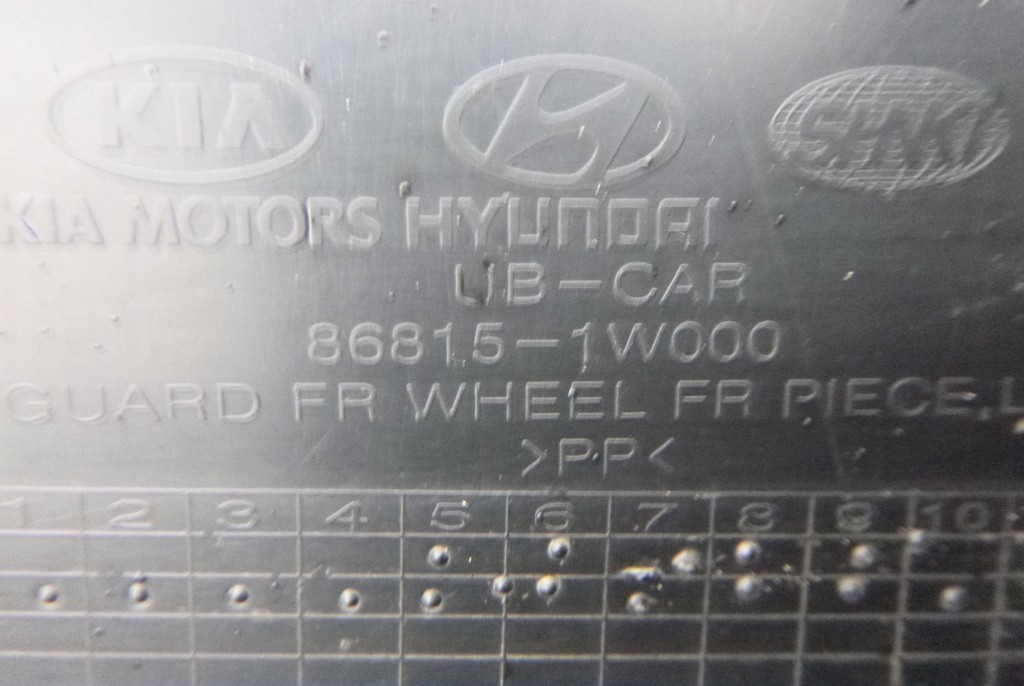 KIA SHIN
KIA MOTORS HYUNDAI
UB-CAR
86815-1W000
GUARD FR WHEEL FR PIECE,L
>PP<
1 2 3 4 5 6 7 8 9 10